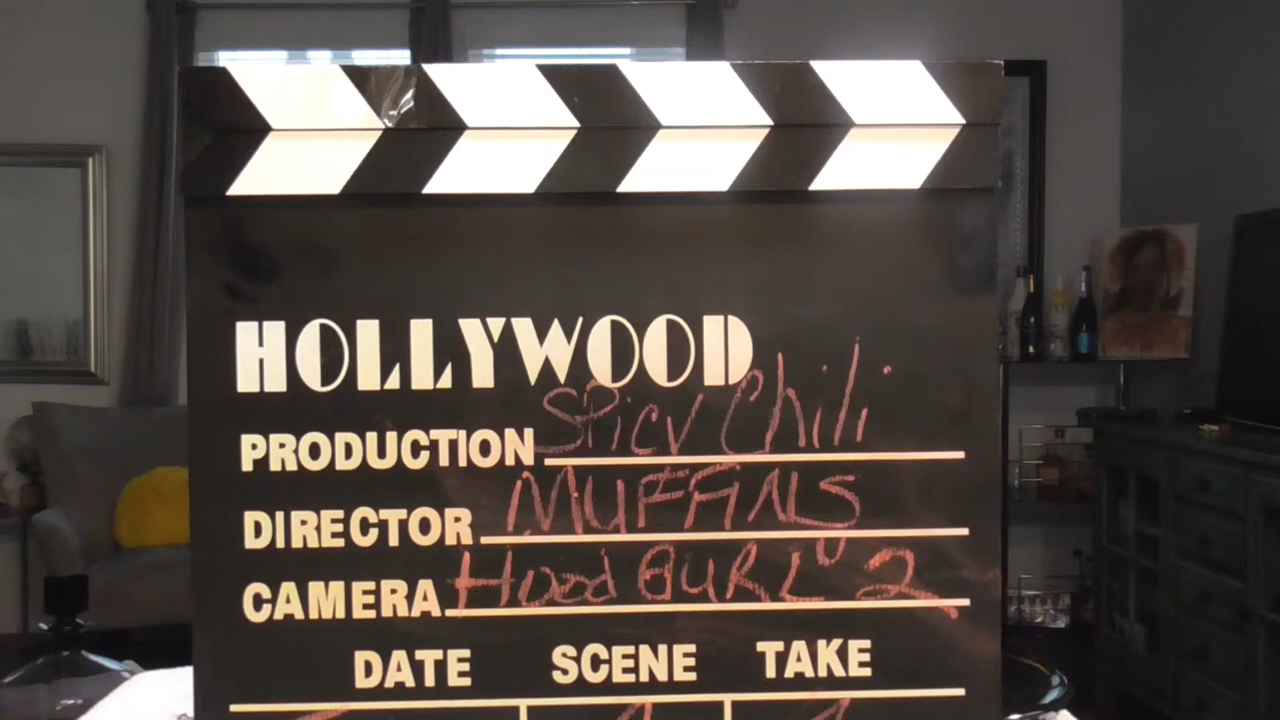 HOLLYWOOD
PRODUCTION SPicy Chili
DIRECTOR MUFFINS
CAMERA Hood GURL 2
DATE SCENE TAKE